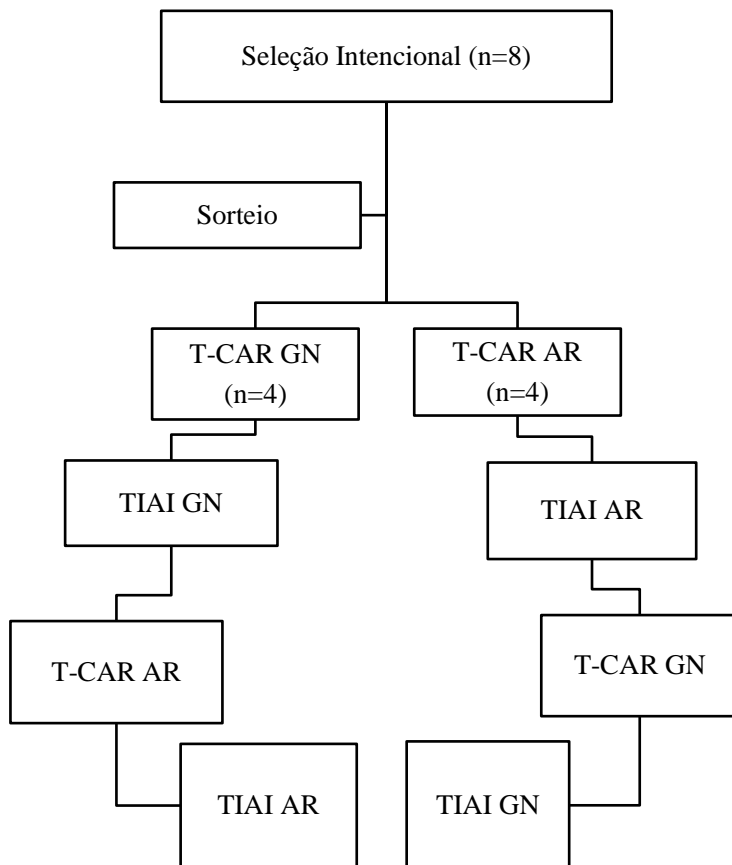 Seleção Intencional (n=8)
Sorteio
T-CAR GN
(n=4)
T-CAR AR
(n=4)
TIAI GN
TIAI AR
T-CAR AR
T-CAR GN
TIAI AR
TIAI GN